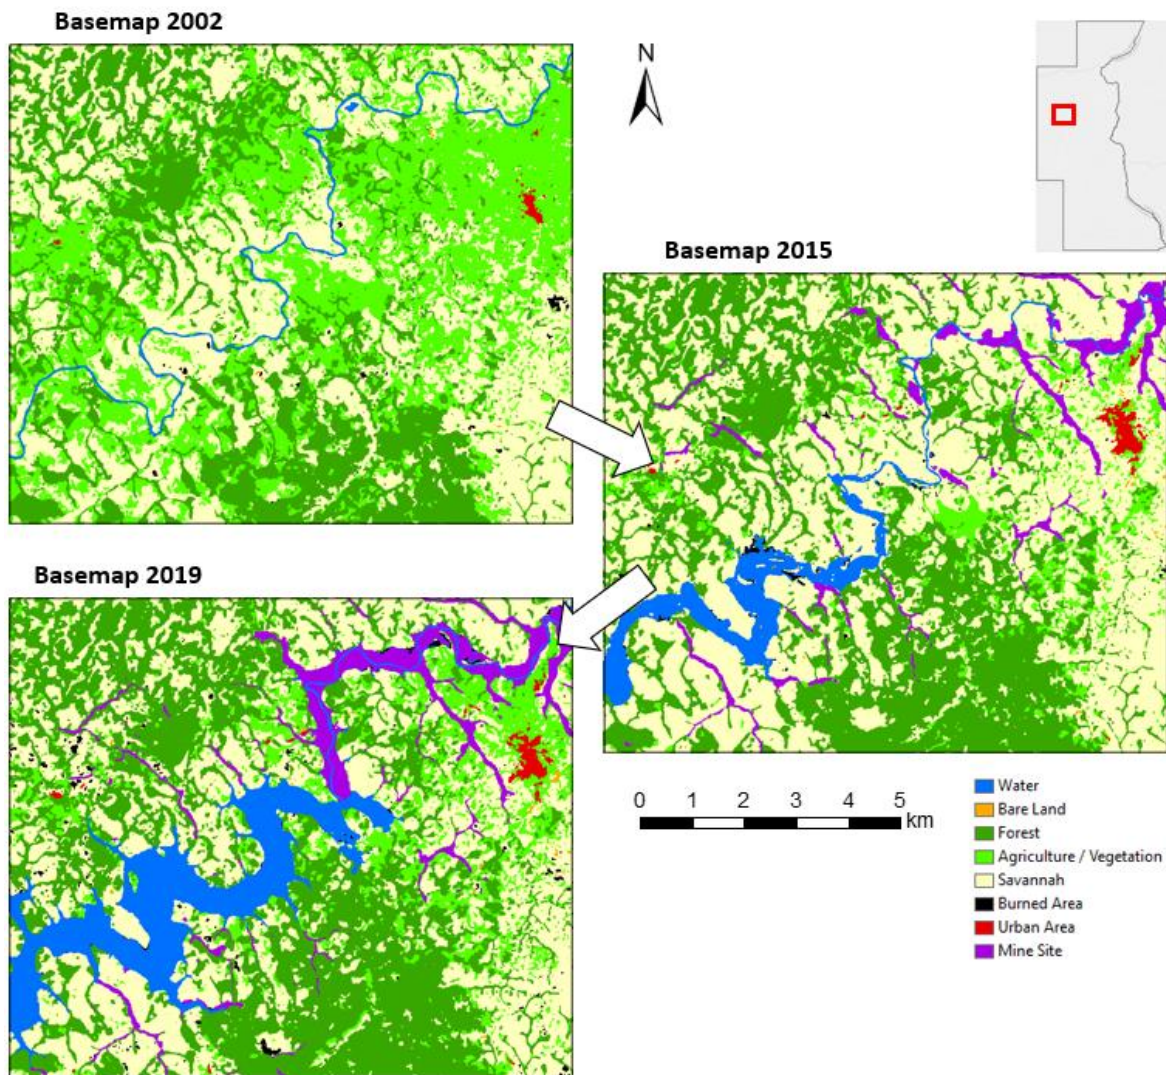 Basemap 2002
N
Basemap 2015
Basemap 2019
0 1 2 3 4 5
km
Water
Bare Land
Forest
Agriculture / Vegetation
Savannah
Burned Area
Urban Area
Mine Site